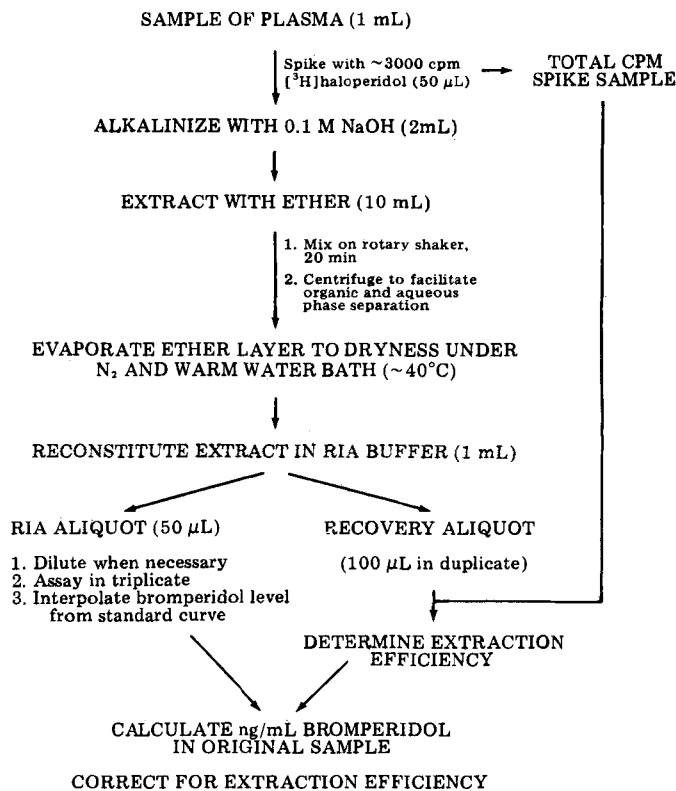 SAMPLE OF PLASMA (1 mL)
Spike with ~3000 cpm
[³H]haloperidol (50 μL)
TOTAL CPM
SPIKE SAMPLE
ALKALINIZE WITH 0.1 M NaOH (2mL)
EXTRACT WITH ETHER (10 mL)
1. Mix on rotary shaker,
20 min
2. Centrifuge to facilitate
organic and aqueous
phase separation
EVAPORATE ETHER LAYER TO DRYNESS UNDER
N₂ AND WARM WATER BATH (~40°C)
RECONSTITUTE EXTRACT IN RIA BUFFER (1 mL)
RIA ALIQUOT (50 μL)
1. Dilute when necessary
2. Assay in triplicate
3. Interpolate bromperidol level
from standard curve
RECOVERY ALIQUOT
(100 μL in duplicate)
DETERMINE EXTRACTION
EFFICIENCY
CALCULATE ng/mL BROMPERIDOL
IN ORIGINAL SAMPLE
CORRECT FOR EXTRACTION EFFICIENCY